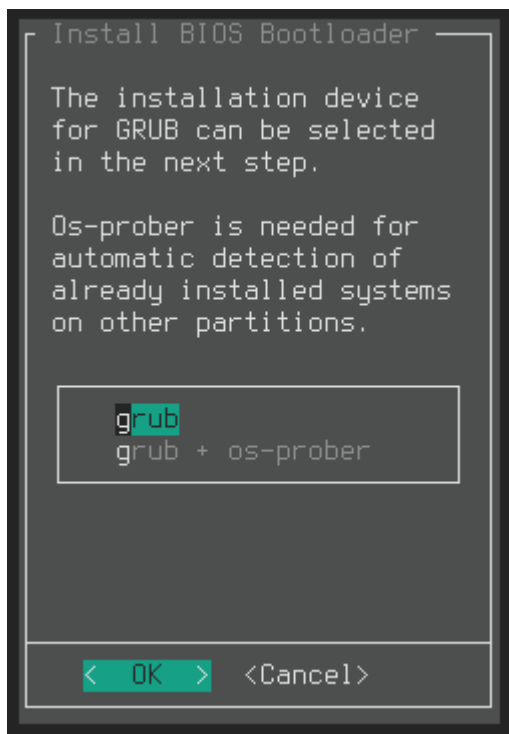 Install BIOS Bootloader
The installation device
for GRUB can be selected
in the next step.
Os-prober is needed for
automatic detection of
already installed systems
on other partitions.
grub
grub + os-prober
< OK > <Cancel>